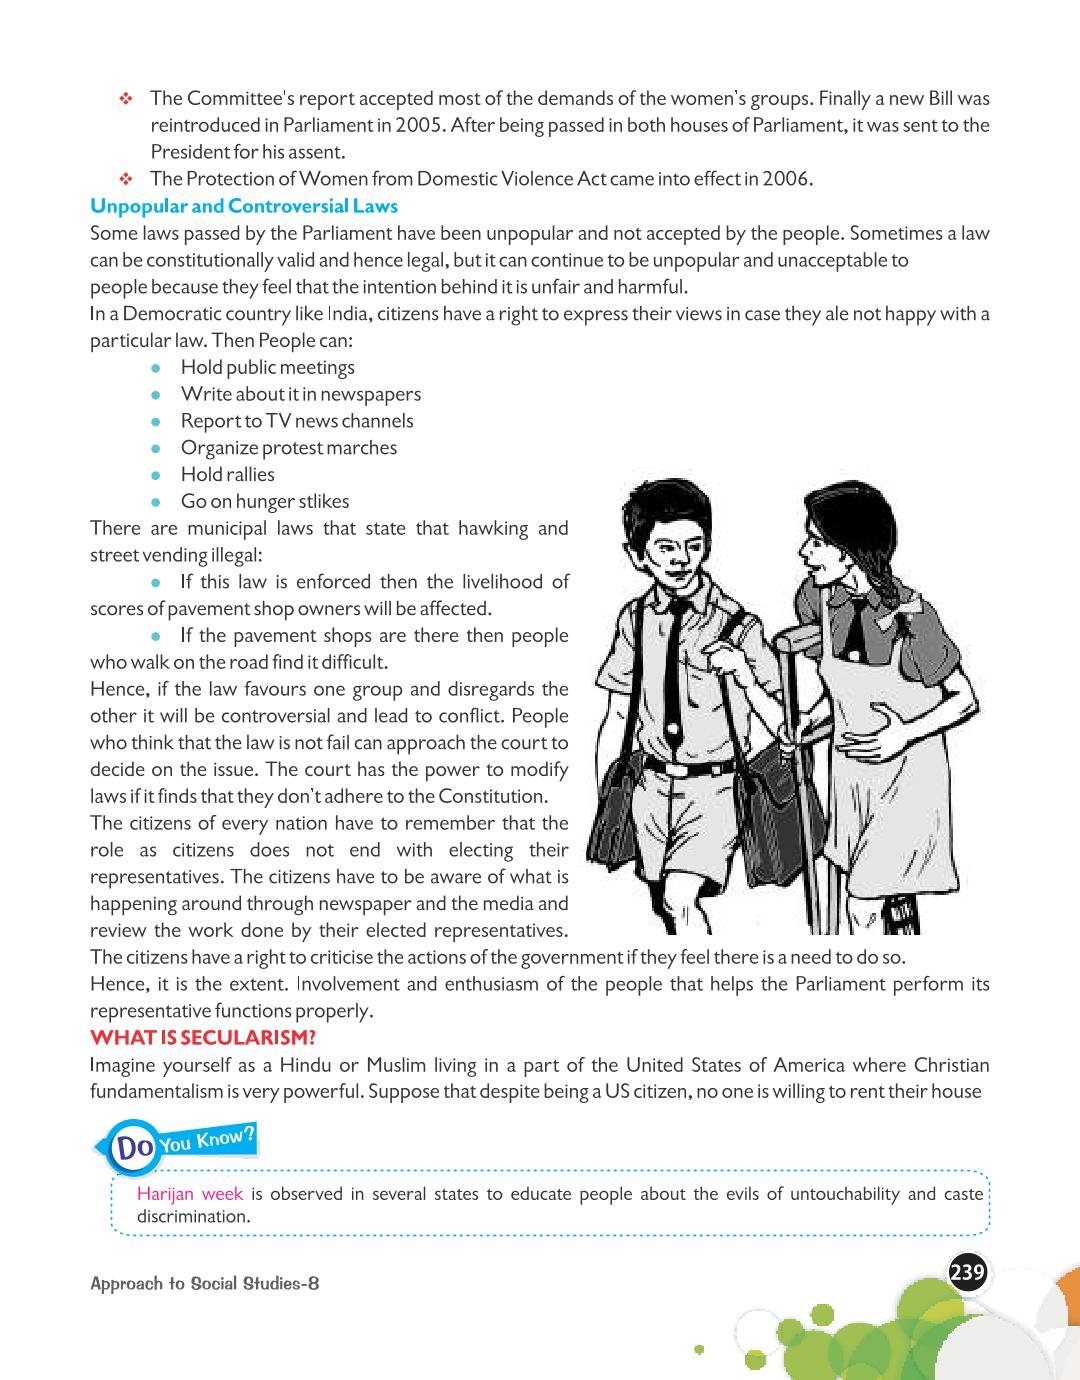 ❖ The Committee's report accepted most of the demands of the women's groups. Finally a new Bill was
reintroduced in Parliament in 2005. After being passed in both houses of Parliament, it was sent to the
President for his assent.
❖ The Protection of Women from Domestic Violence Act came into effect in 2006.
Unpopular and Controversial Laws
Some laws passed by the Parliament have been unpopular and not accepted by the people. Sometimes a law
can be constitutionally valid and hence legal, but it can continue to be unpopular and unacceptable to
people because they feel that the intention behind it is unfair and harmful.
In a Democratic country like India, citizens have a right to express their views in case they ale not happy with a
particular law. Then People can:
● Hold public meetings
● Write about it in newspapers
● Report to TV news channels
● Organize protest marches
● Hold rallies
● Go on hunger stlikes
There are municipal laws that state that hawking and
street vending illegal:
● If this law is enforced then the livelihood of
scores of pavement shop owners will be affected.
● If the pavement shops are there then people
who walk on the road find it difficult.
Hence, if the law favours one group and disregards the
other it will be controversial and lead to conflict. People
who think that the law is not fail can approach the court to
decide on the issue. The court has the power to modify
laws if it finds that they don't adhere to the Constitution.
The citizens of every nation have to remember that the
role as citizens does not end with electing their
representatives. The citizens have to be aware of what is
happening around through newspaper and the media and
review the work done by their elected representatives.
The citizens have a right to criticise the actions of the government if they feel there is a need to do so.
Hence, it is the extent. Involvement and enthusiasm of the people that helps the Parliament perform its
representative functions properly.
WHAT IS SECULARISM?
Imagine yourself as a Hindu or Muslim living in a part of the United States of America where Christian
fundamentalism is very powerful. Suppose that despite being a US citizen, no one is willing to rent their house
Do You Know?
Harijan week is observed in several states to educate people about the evils of untouchability and caste
discrimination.
Approach to Social Studies-8
239